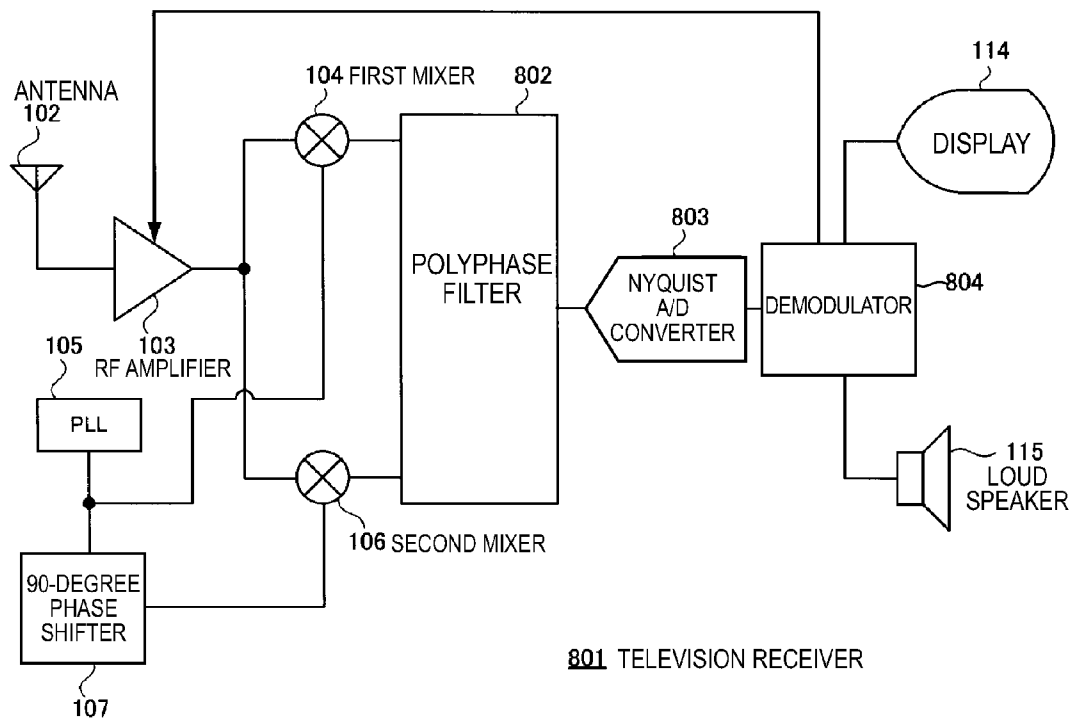 ANTENNA
102
104 FIRST MIXER
802
114
DISPLAY
803
POLYPHASE
FILTER
NYQUIST
A/D
CONVERTER
DEMODULATOR
804
103
RF AMPLIFIER
105
PLL
115
LOUD
SPEAKER
106 SECOND MIXER
90-DEGREE
PHASE
SHIFTER
107
801 TELEVISION RECEIVER